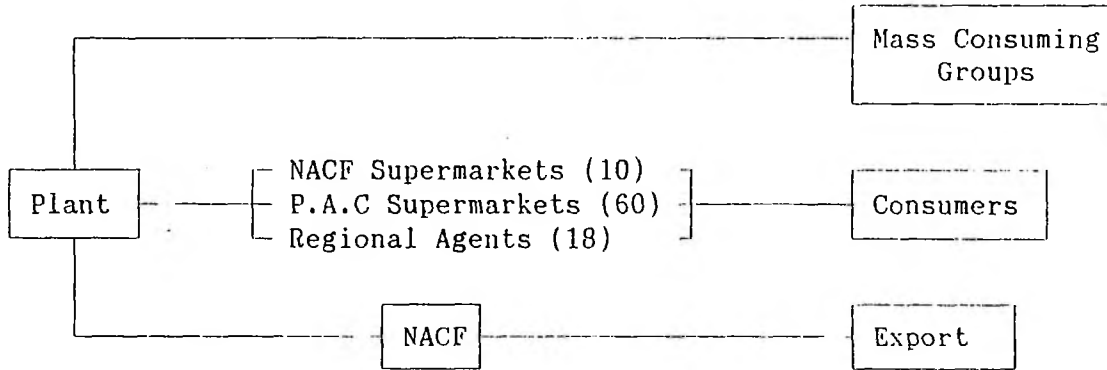 Mass Consuming
Groups
Plant
NACF Supermarkets (10)
P.A.C Supermarkets (60)
Regional Agents (18)
Consumers
NACF
Export